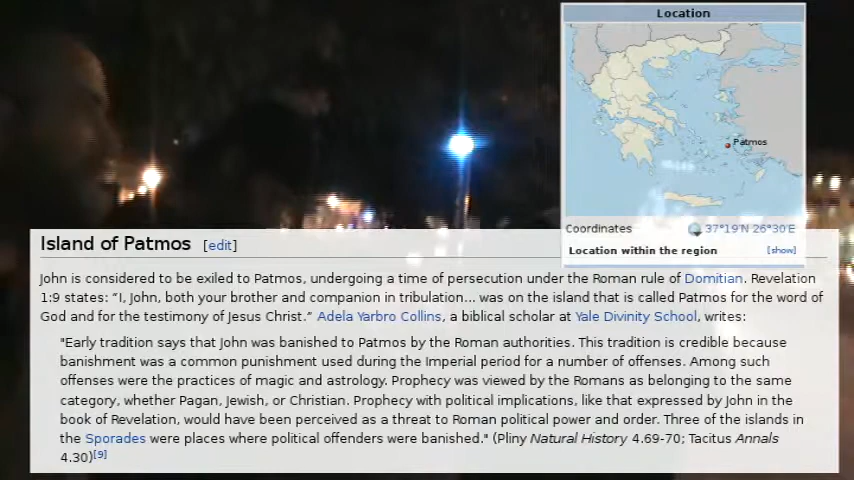 Location
Patmos
Coordinates 37°19′N 26°30′E
Location within the region [show]
Island of Patmos [edit]
John is considered to be exiled to Patmos, undergoing a time of persecution under the Roman rule of Domitian. Revelation
1:9 states: “I, John, both your brother and companion in tribulation... was on the island that is called Patmos for the word of
God and for the testimony of Jesus Christ.” Adela Yarbro Collins, a biblical scholar at Yale Divinity School, writes:
"Early tradition says that John was banished to Patmos by the Roman authorities. This tradition is credible because
banishment was a common punishment used during the Imperial period for a number of offenses. Among such
offenses were the practices of magic and astrology. Prophecy was viewed by the Romans as belonging to the same
category, whether Pagan, Jewish, or Christian. Prophecy with political implications, like that expressed by John in the
book of Revelation, would have been perceived as a threat to Roman political power and order. Three of the islands in
the Sporades were places where political offenders were banished." (Pliny Natural History 4.69-70; Tacitus Annals
4.30)[9]